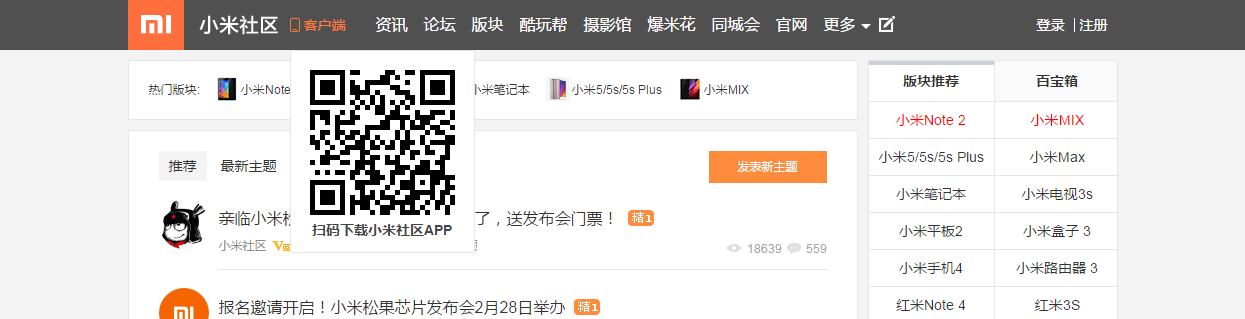 小米社区 客户端 资讯 论坛 版块 酷玩帮 摄影馆 爆米花 同城会 官网 更多 登录 | 注册
热门版块: 小米Note 小米笔记本 小米5/5s/5s Plus 小米MIX
推荐 最新主题 发表新主题
扫码下载小米社区APP
亲临小米松 了，送发布会门票！ 精1
小米社区 18639 559
报名邀请开启！小米松果芯片发布会2月28日举办 精1
版块推荐 百宝箱
小米Note 2 小米MIX
小米5/5s/5s Plus 小米Max
小米笔记本 小米电视3s
小米平板2 小米盒子 3
小米手机4 小米路由器 3
红米Note 4 红米3S